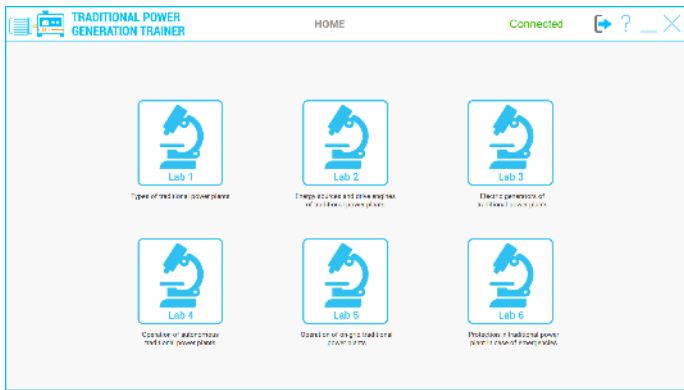 TRADITIONAL POWER
GENERATION TRAINER
HOME
Connected
?
Lab 1
Lab 2
Lab 3
Types of traditional power plants
Energy sources and drive engines
of traditional power plants
Electric generators of
traditional power plants
Lab 4
Lab 5
Lab 6
Operation of autonomous
traditional power plants
Operation of on-grid traditional
power plants
Protection in traditional power
plant in case of emergencies